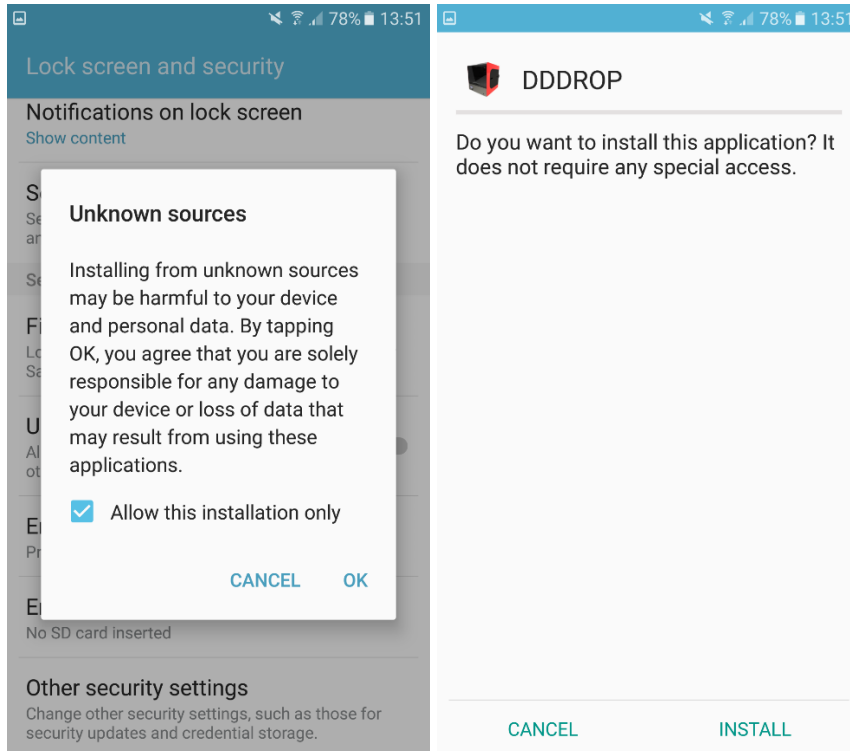 78% 13:51
Lock screen and security
Notifications on lock screen
Show content
Unknown sources
Installing from unknown sources
may be harmful to your device
and personal data. By tapping
OK, you agree that you are solely
responsible for any damage to
your device or loss of data that
may result from using these
applications.
Allow this installation only
CANCEL OK
No SD card inserted
Other security settings
Change other security settings, such as those for
security updates and credential storage.
78% 13:51
DDDROP
Do you want to install this application? It
does not require any special access.
CANCEL INSTALL